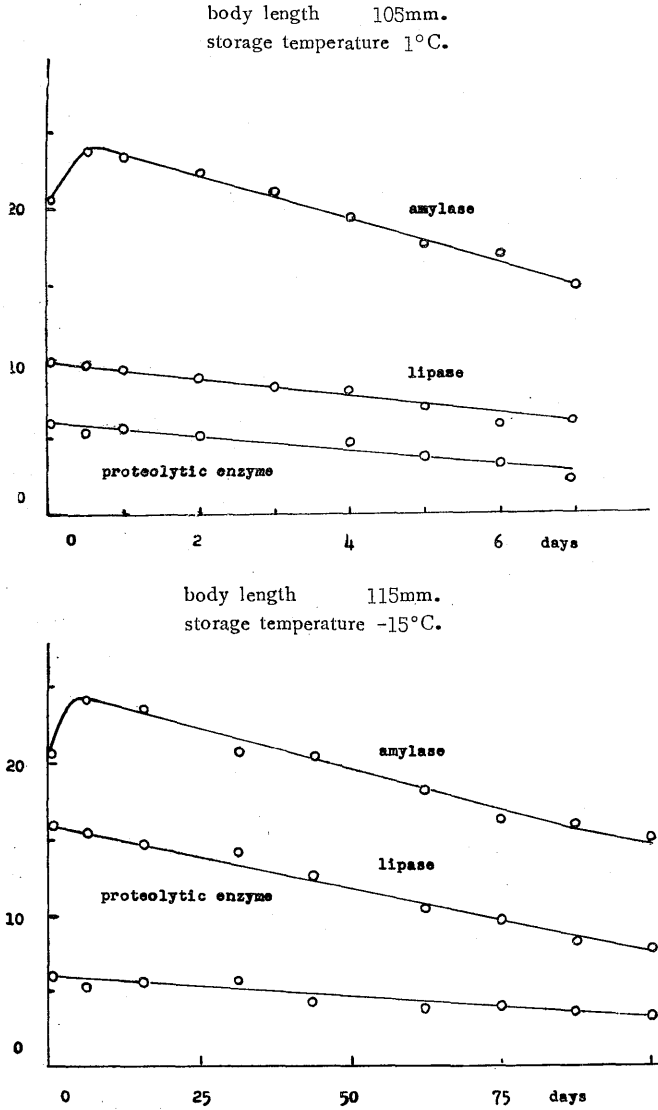 body length 105mm.
storage temperature 1°C.
20
10
0
amylase
lipase
proteolytic enzyme
0 2 4 6 days
body length 115mm.
storage temperature -15°C.
20
10
0
amylase
lipase
proteolytic enzyme
0 25 50 75 days